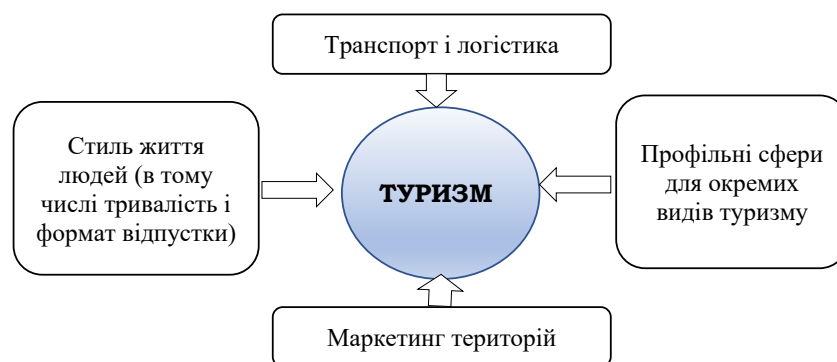 Транспорт і логістика
Стиль життя
людей (в тому
числі тривалість і
формат відпустки)
ТУРИЗМ
Профільні сфери
для окремих
видів туризму
Маркетинг територій